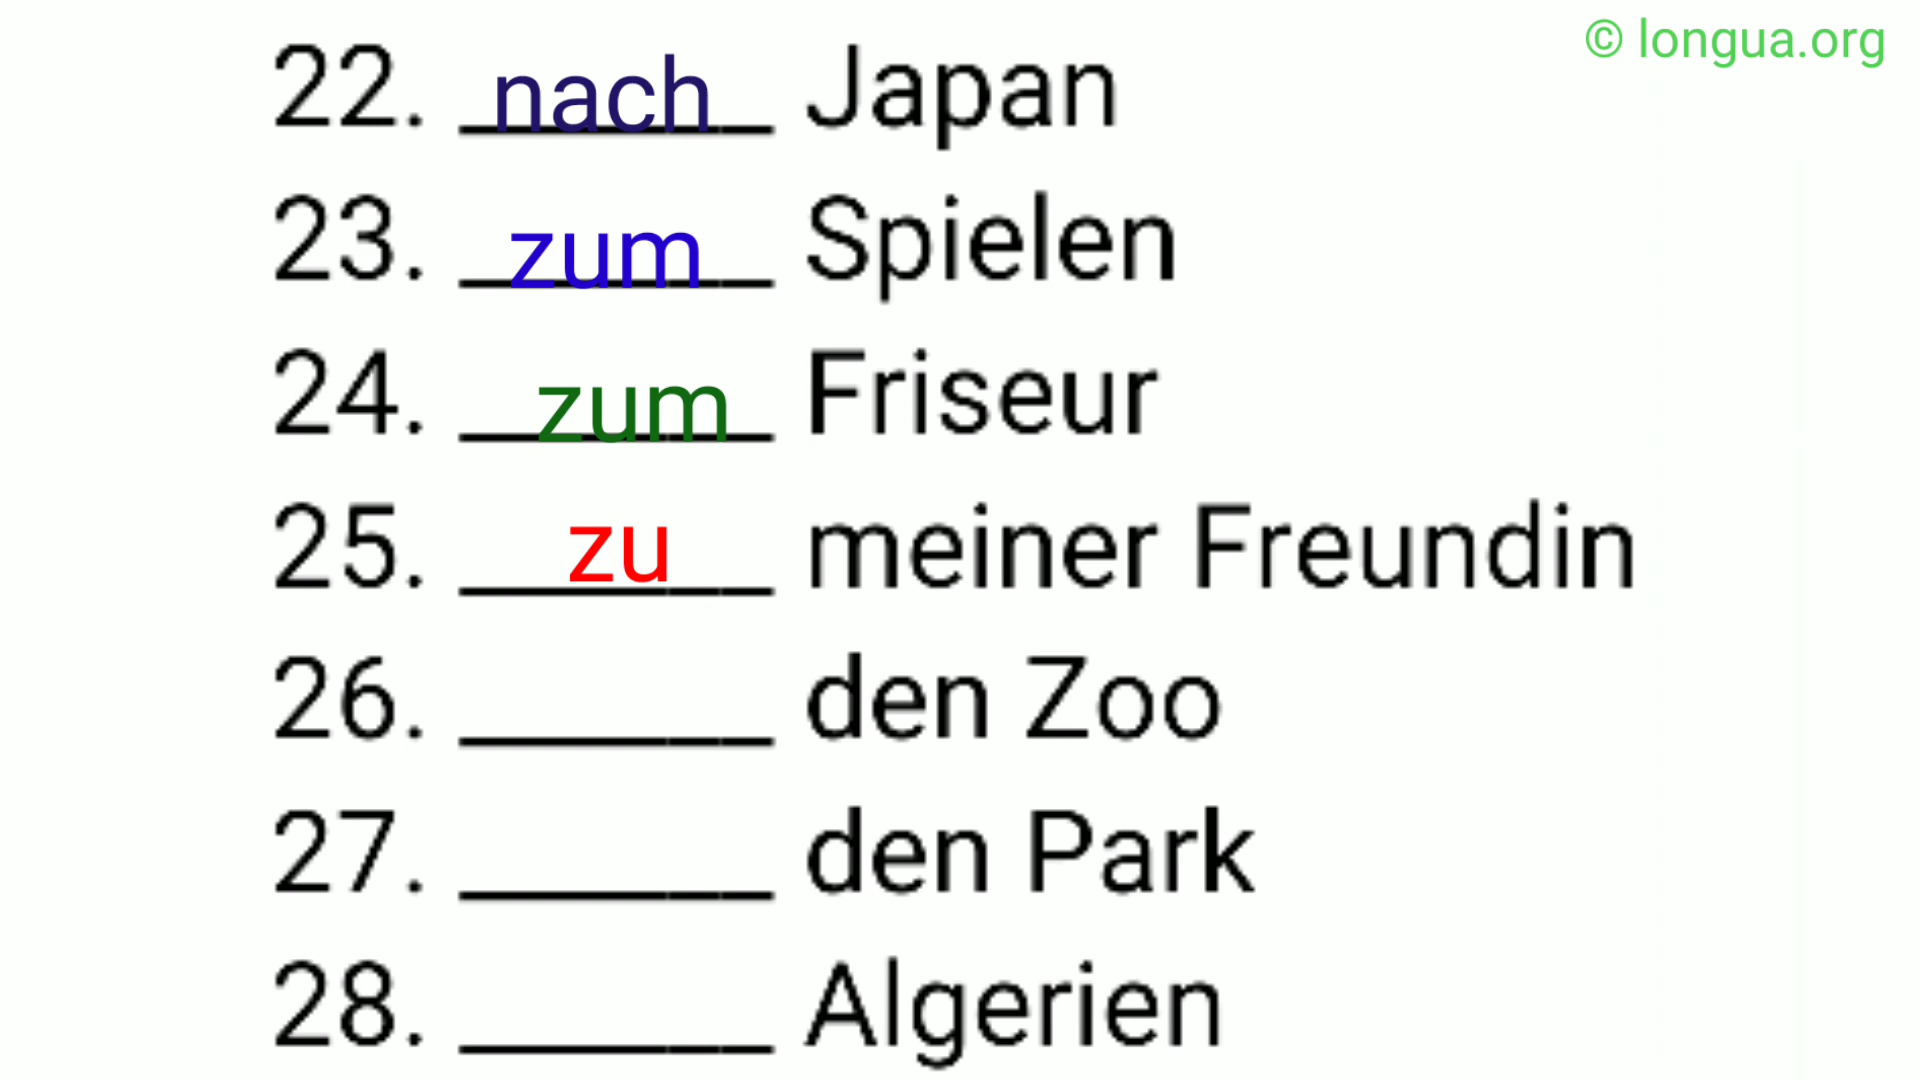 © longua.org
22. nach Japan
23. zum Spielen
24. zum Friseur
25. zu meiner Freundin
26. ______ den Zoo
27. ______ den Park
28. ______ Algerien